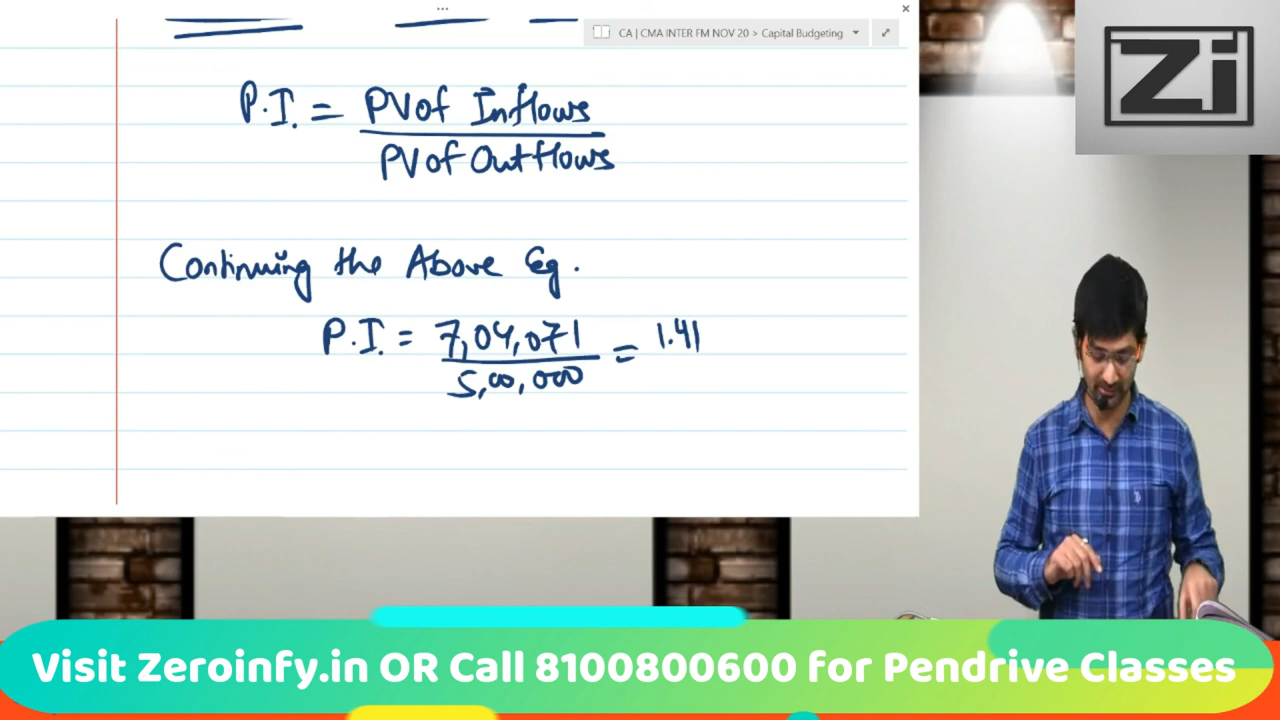 CA | CMA INTER FM NOV 20 > Capital Budgeting
Zi
P.I. = PV of Inflows
PV of Outflows
Continuing the Above Eg.
P.I. = 7,04,071 = 1.41
5,00,000
Visit Zeroinfy.in OR Call 8100800600 for Pendrive Classes